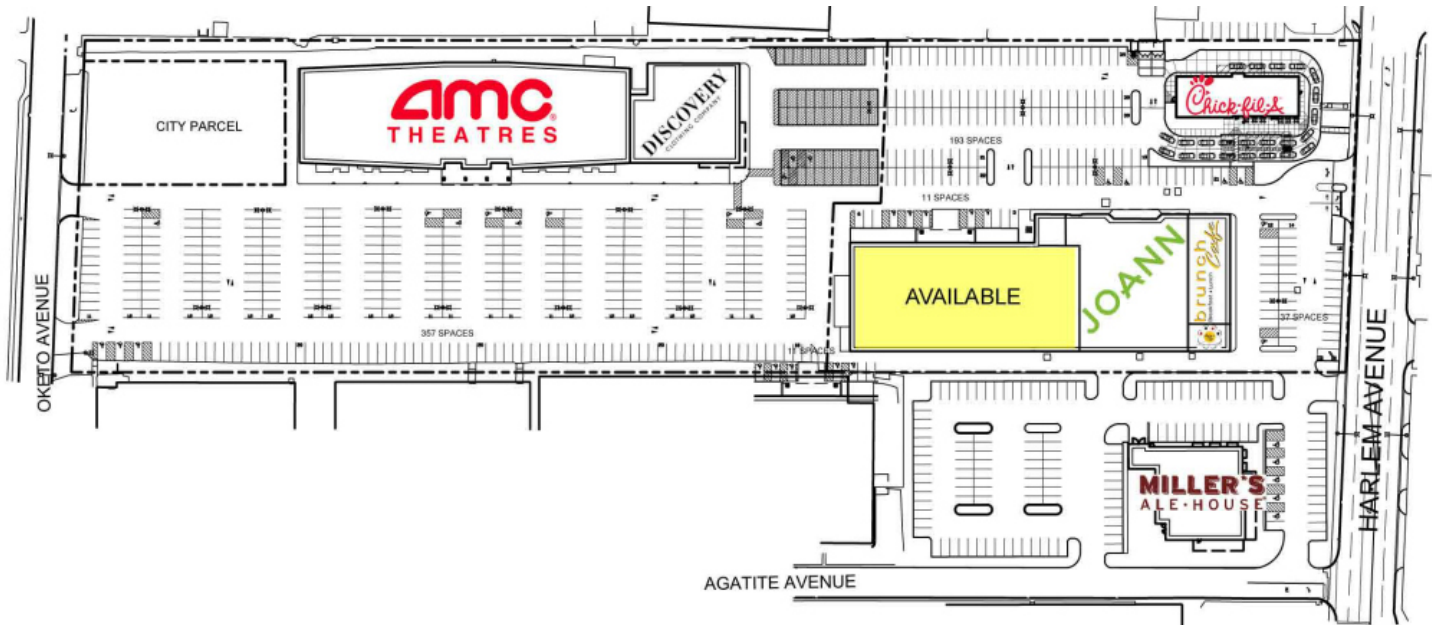 CITY PARCEL
amc
THEATRES
DISCOVERY
CLOTHING COMPANY
Chick-fil-A
193 SPACES
11 SPACES
AVAILABLE
JOANN
brunch
Cafe
357 SPACES
11 SPACES
37 SPACES
OKETO AVENUE
HARLEM AVENUE
MILLER'S
ALE·HOUSE
AGATITE AVENUE